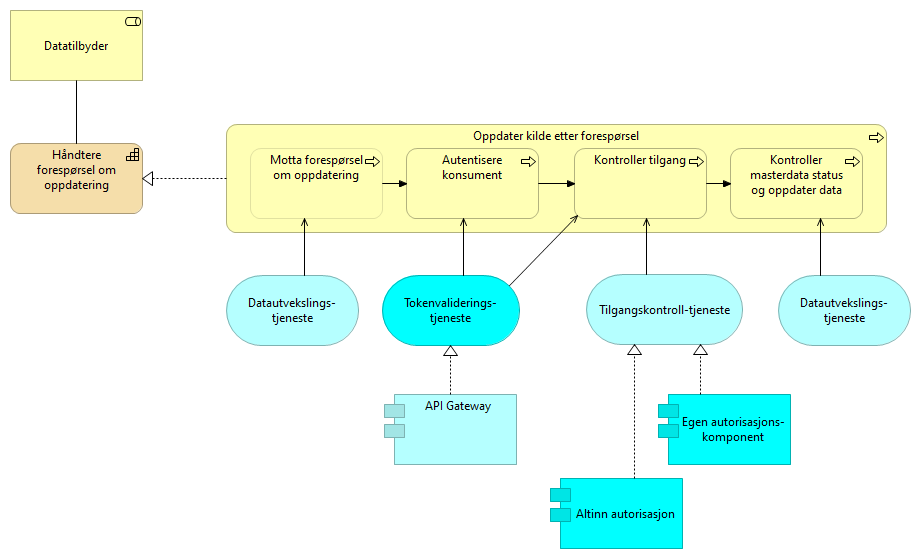 Datatilbyder
Håndtere
forespørsel om
oppdatering
Oppdater kilde etter forespørsel
Motta forespørsel
om oppdatering
Autentisere
konsument
Kontroller tilgang
Kontroller
masterdata status
og oppdater data
Datautvekslings-
tjeneste
Tokenvaliderings-
tjeneste
Tilgangskontroll-tjeneste
Datautvekslings-
tjeneste
API Gateway
Egen autorisasjons-
komponent
Altinn autorisasjon